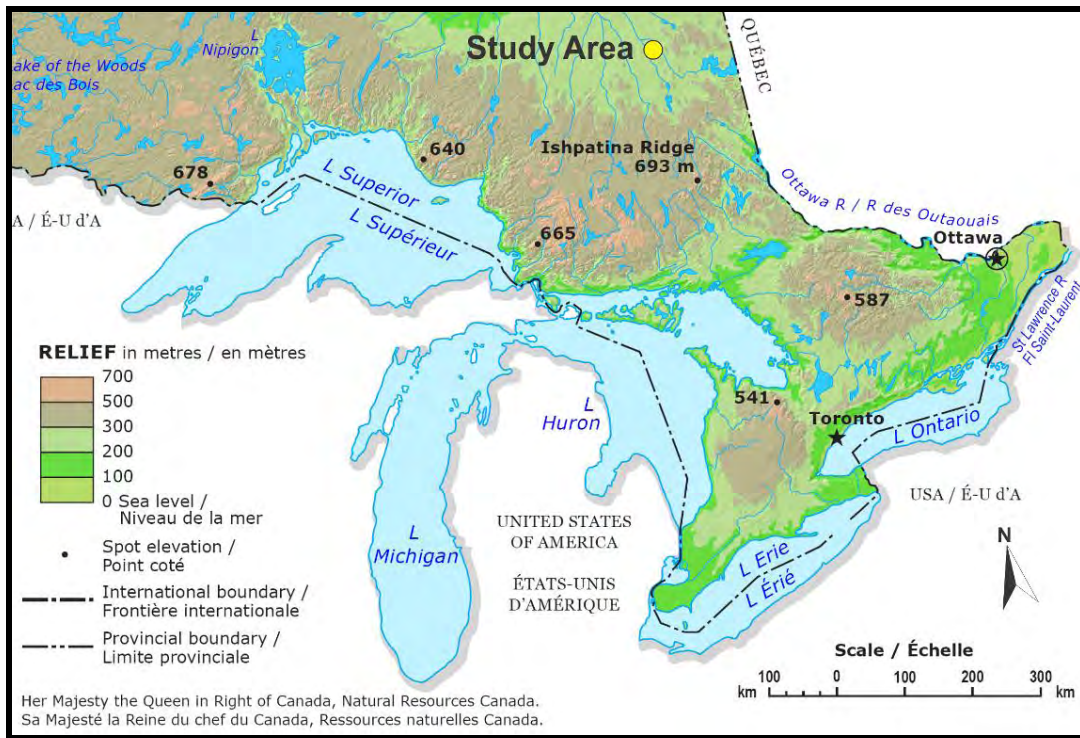 L
Nipigon
Study Area
QUÉBEC
ake of the Woods
ac des Bois
640
Ishpatina Ridge
693 m
678
L Superior
L Supérieur
Ottawa R / R des Outaouais
A / É-U d'A
665
Ottawa
587
St Lawrence R
Fl Saint-Laurent
RELIEF in metres / en mètres
700
500
300
200
100
0 Sea level /
Niveau de la mer
541
L
Huron
Toronto
L Ontario
USA / É-U d'A
UNITED STATES
OF AMERICA
L
Michigan
L Erie
L Érié
ÉTATS-UNIS
D'AMÉRIQUE
N
Spot elevation /
Point coté
International boundary /
Frontière internationale
Provincial boundary /
Limite provinciale
Scale / Échelle
100 0 100 200 300
km km
Her Majesty the Queen in Right of Canada, Natural Resources Canada.
Sa Majesté la Reine du chef du Canada, Ressources naturelles Canada.